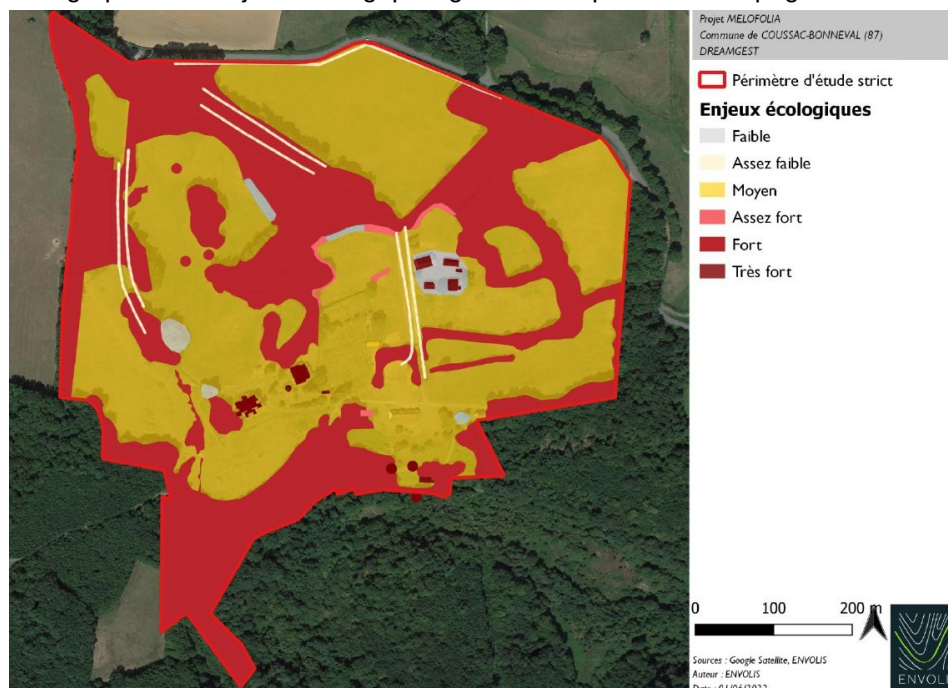 Projet MELOFOLIA
Commune de COUSSAC-BONNEVAL (87)
DREAMGEST
Périmètre d'étude strict
Enjeux écologiques
Faible
Assez faible
Moyen
Assez fort
Fort
Très fort
0 100 200 m
Sources : Google Satellite, ENVOLIS
Auteur : ENVOLIS